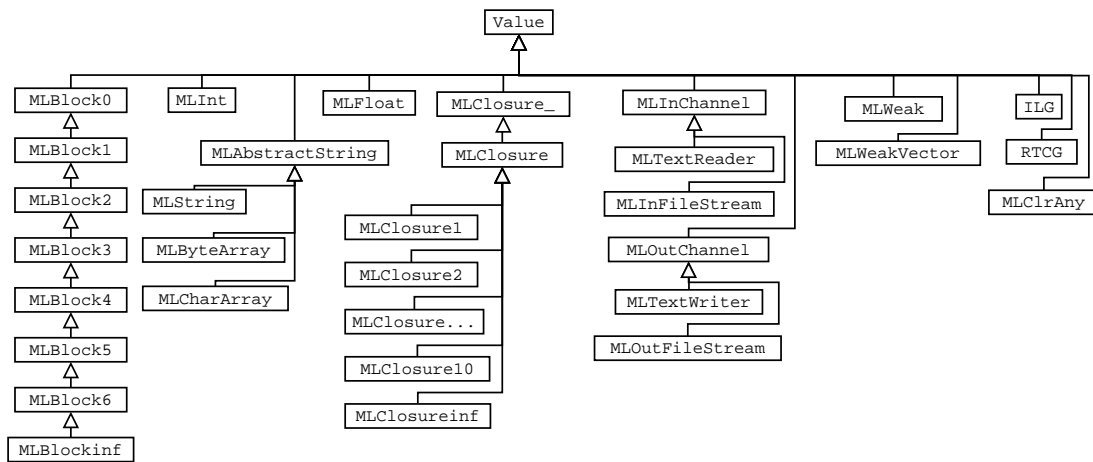 Value
MLBlock0
MLInt
MLFloat
MLClosure_
MLInChannel
MLWeak
ILG
MLBlock1
MLAbstractString
MLClosure
MLTextReader
MLWeakVector
RTCG
MLBlock2
MLString
MLInFileStream
MLClrAny
MLClosure1
MLBlock3
MLByteArray
MLOutChannel
MLClosure2
MLBlock4
MLCharArray
MLTextWriter
MLClosure...
MLBlock5
MLOutFileStream
MLClosure10
MLBlock6
MLClosureinf
MLBlockinf